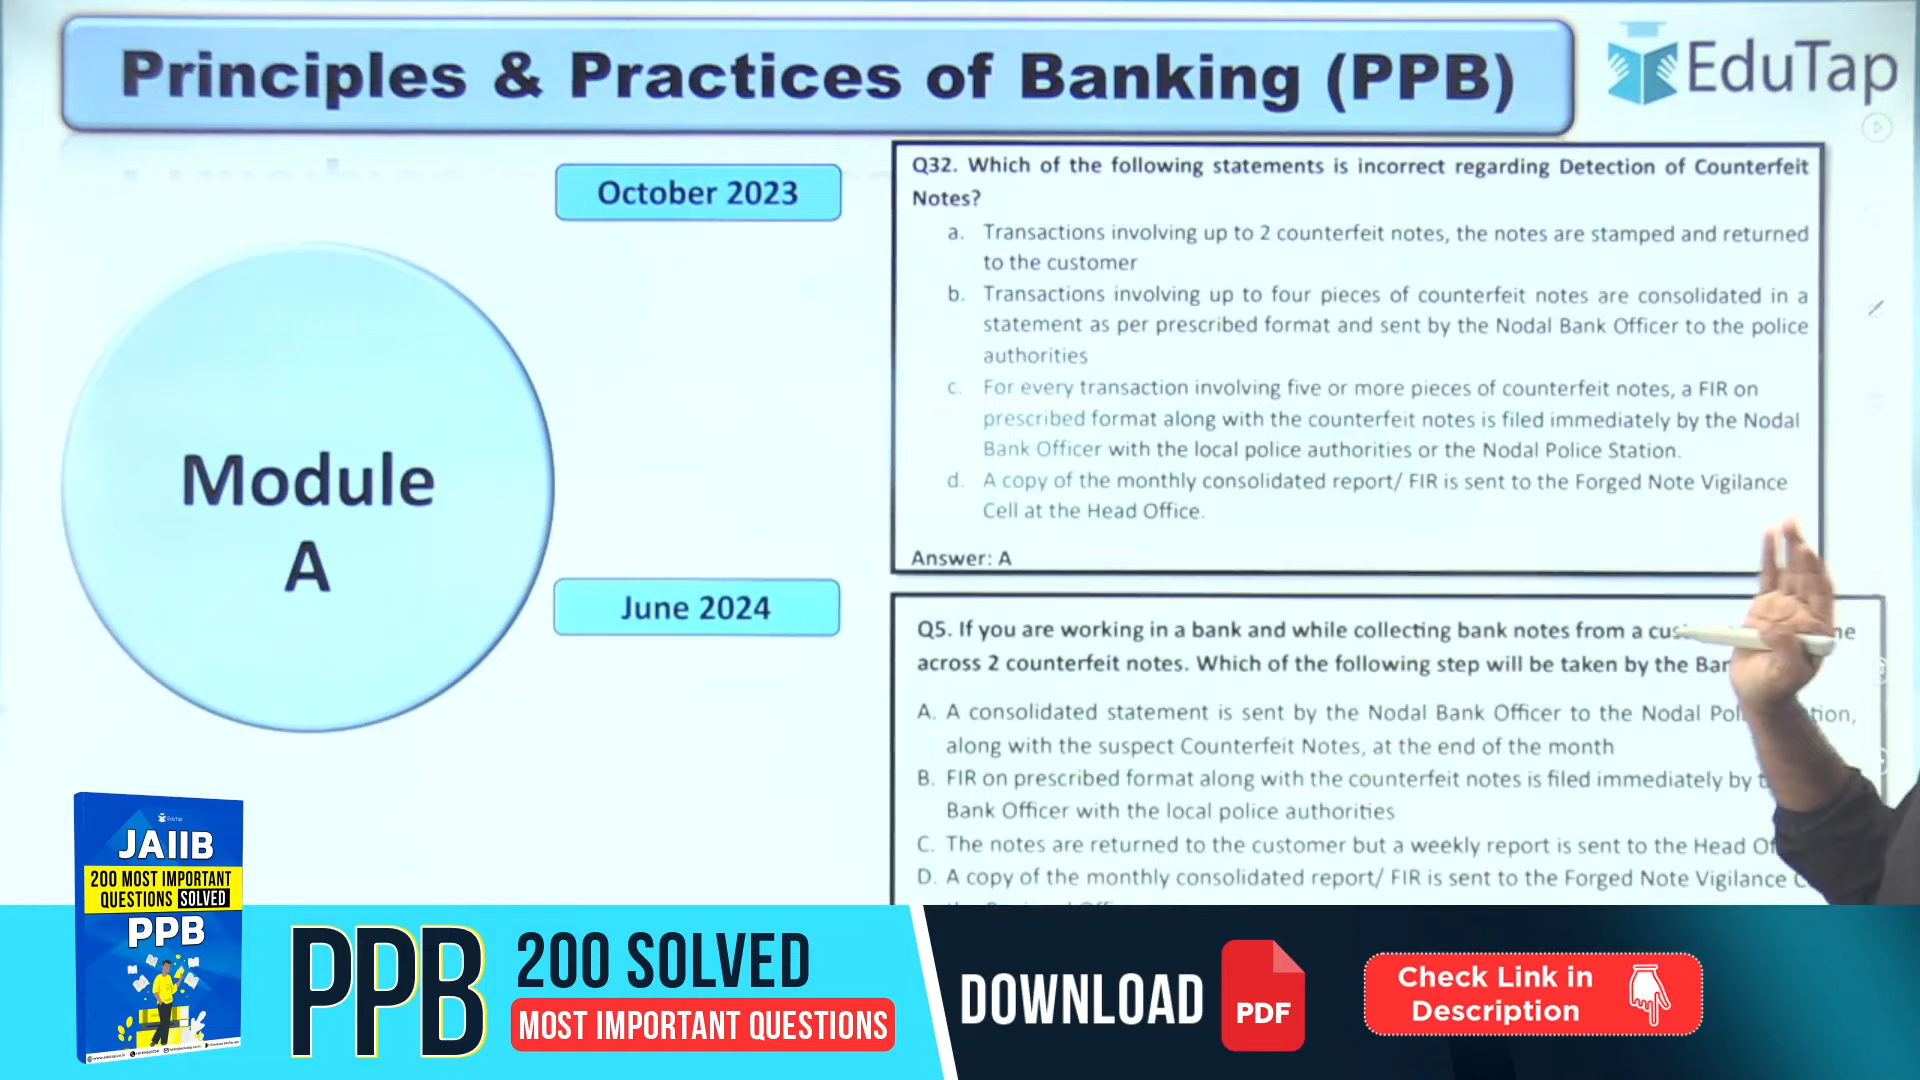 Principles & Practices of Banking (PPB)
EduTap
October 2023
Module
A
June 2024
Q32. Which of the following statements is incorrect regarding Detection of Counterfeit
Notes?
a. Transactions involving up to 2 counterfeit notes, the notes are stamped and returned
to the customer
b. Transactions involving up to four pieces of counterfeit notes are consolidated in a
statement as per prescribed format and sent by the Nodal Bank Officer to the police
authorities
c. For every transaction involving five or more pieces of counterfeit notes, a FIR on
prescribed format along with the counterfeit notes is filed immediately by the Nodal
Bank Officer with the local police authorities or the Nodal Police Station.
d. A copy of the monthly consolidated report/ FIR is sent to the Forged Note Vigilance
Cell at the Head Office.
Answer: A
Q5. If you are working in a bank and while collecting bank notes from a
across 2 counterfeit notes. Which of the following step will be taken by the
A. A consolidated statement is sent by the Nodal Bank Officer to the Nodal
along with the suspect Counterfeit Notes, at the end of the month
B. FIR on prescribed format along with the counterfeit notes is filed immediately by
Bank Officer with the local police authorities
C. The notes are returned to the customer but a weekly report is sent to the Head
D. A copy of the monthly consolidated report/ FIR is sent to the Forged Note Vigilance
EduTap
JAIIB
200 MOST IMPORTANT
QUESTIONS SOLVED
PPB
PPB
200 SOLVED
MOST IMPORTANT QUESTIONS
DOWNLOAD
PDF
Check Link in
Description